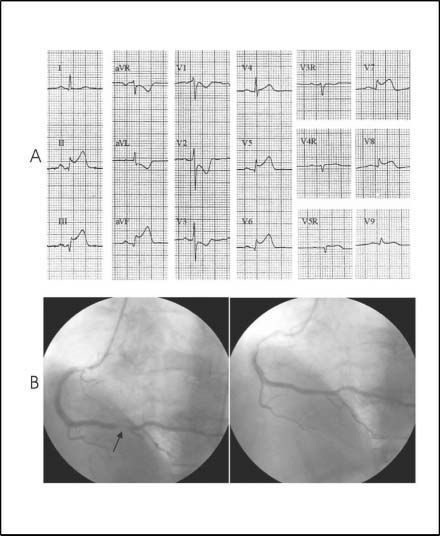 I aVR V1 V4 V3R V7
A
II aVL V2 V5 V4R V8
III aVF V3 V6 V5R V9
B